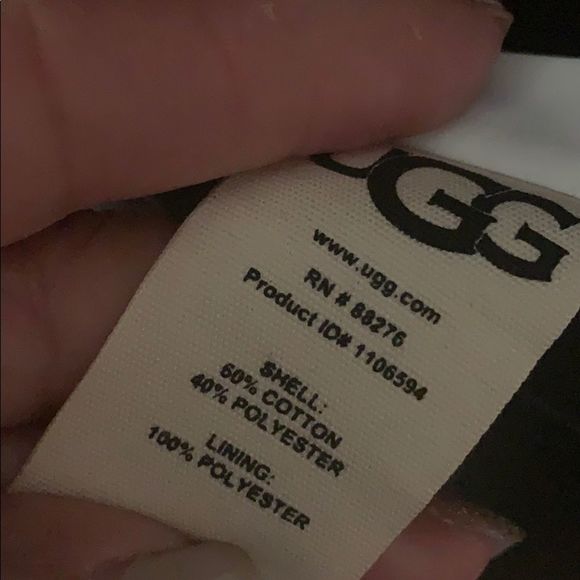 UGG
www.ugg.com
RN # 88276
Product ID# 1106594
SHELL:
60% COTTON
40% POLYESTER
LINING:
100% POLYESTER